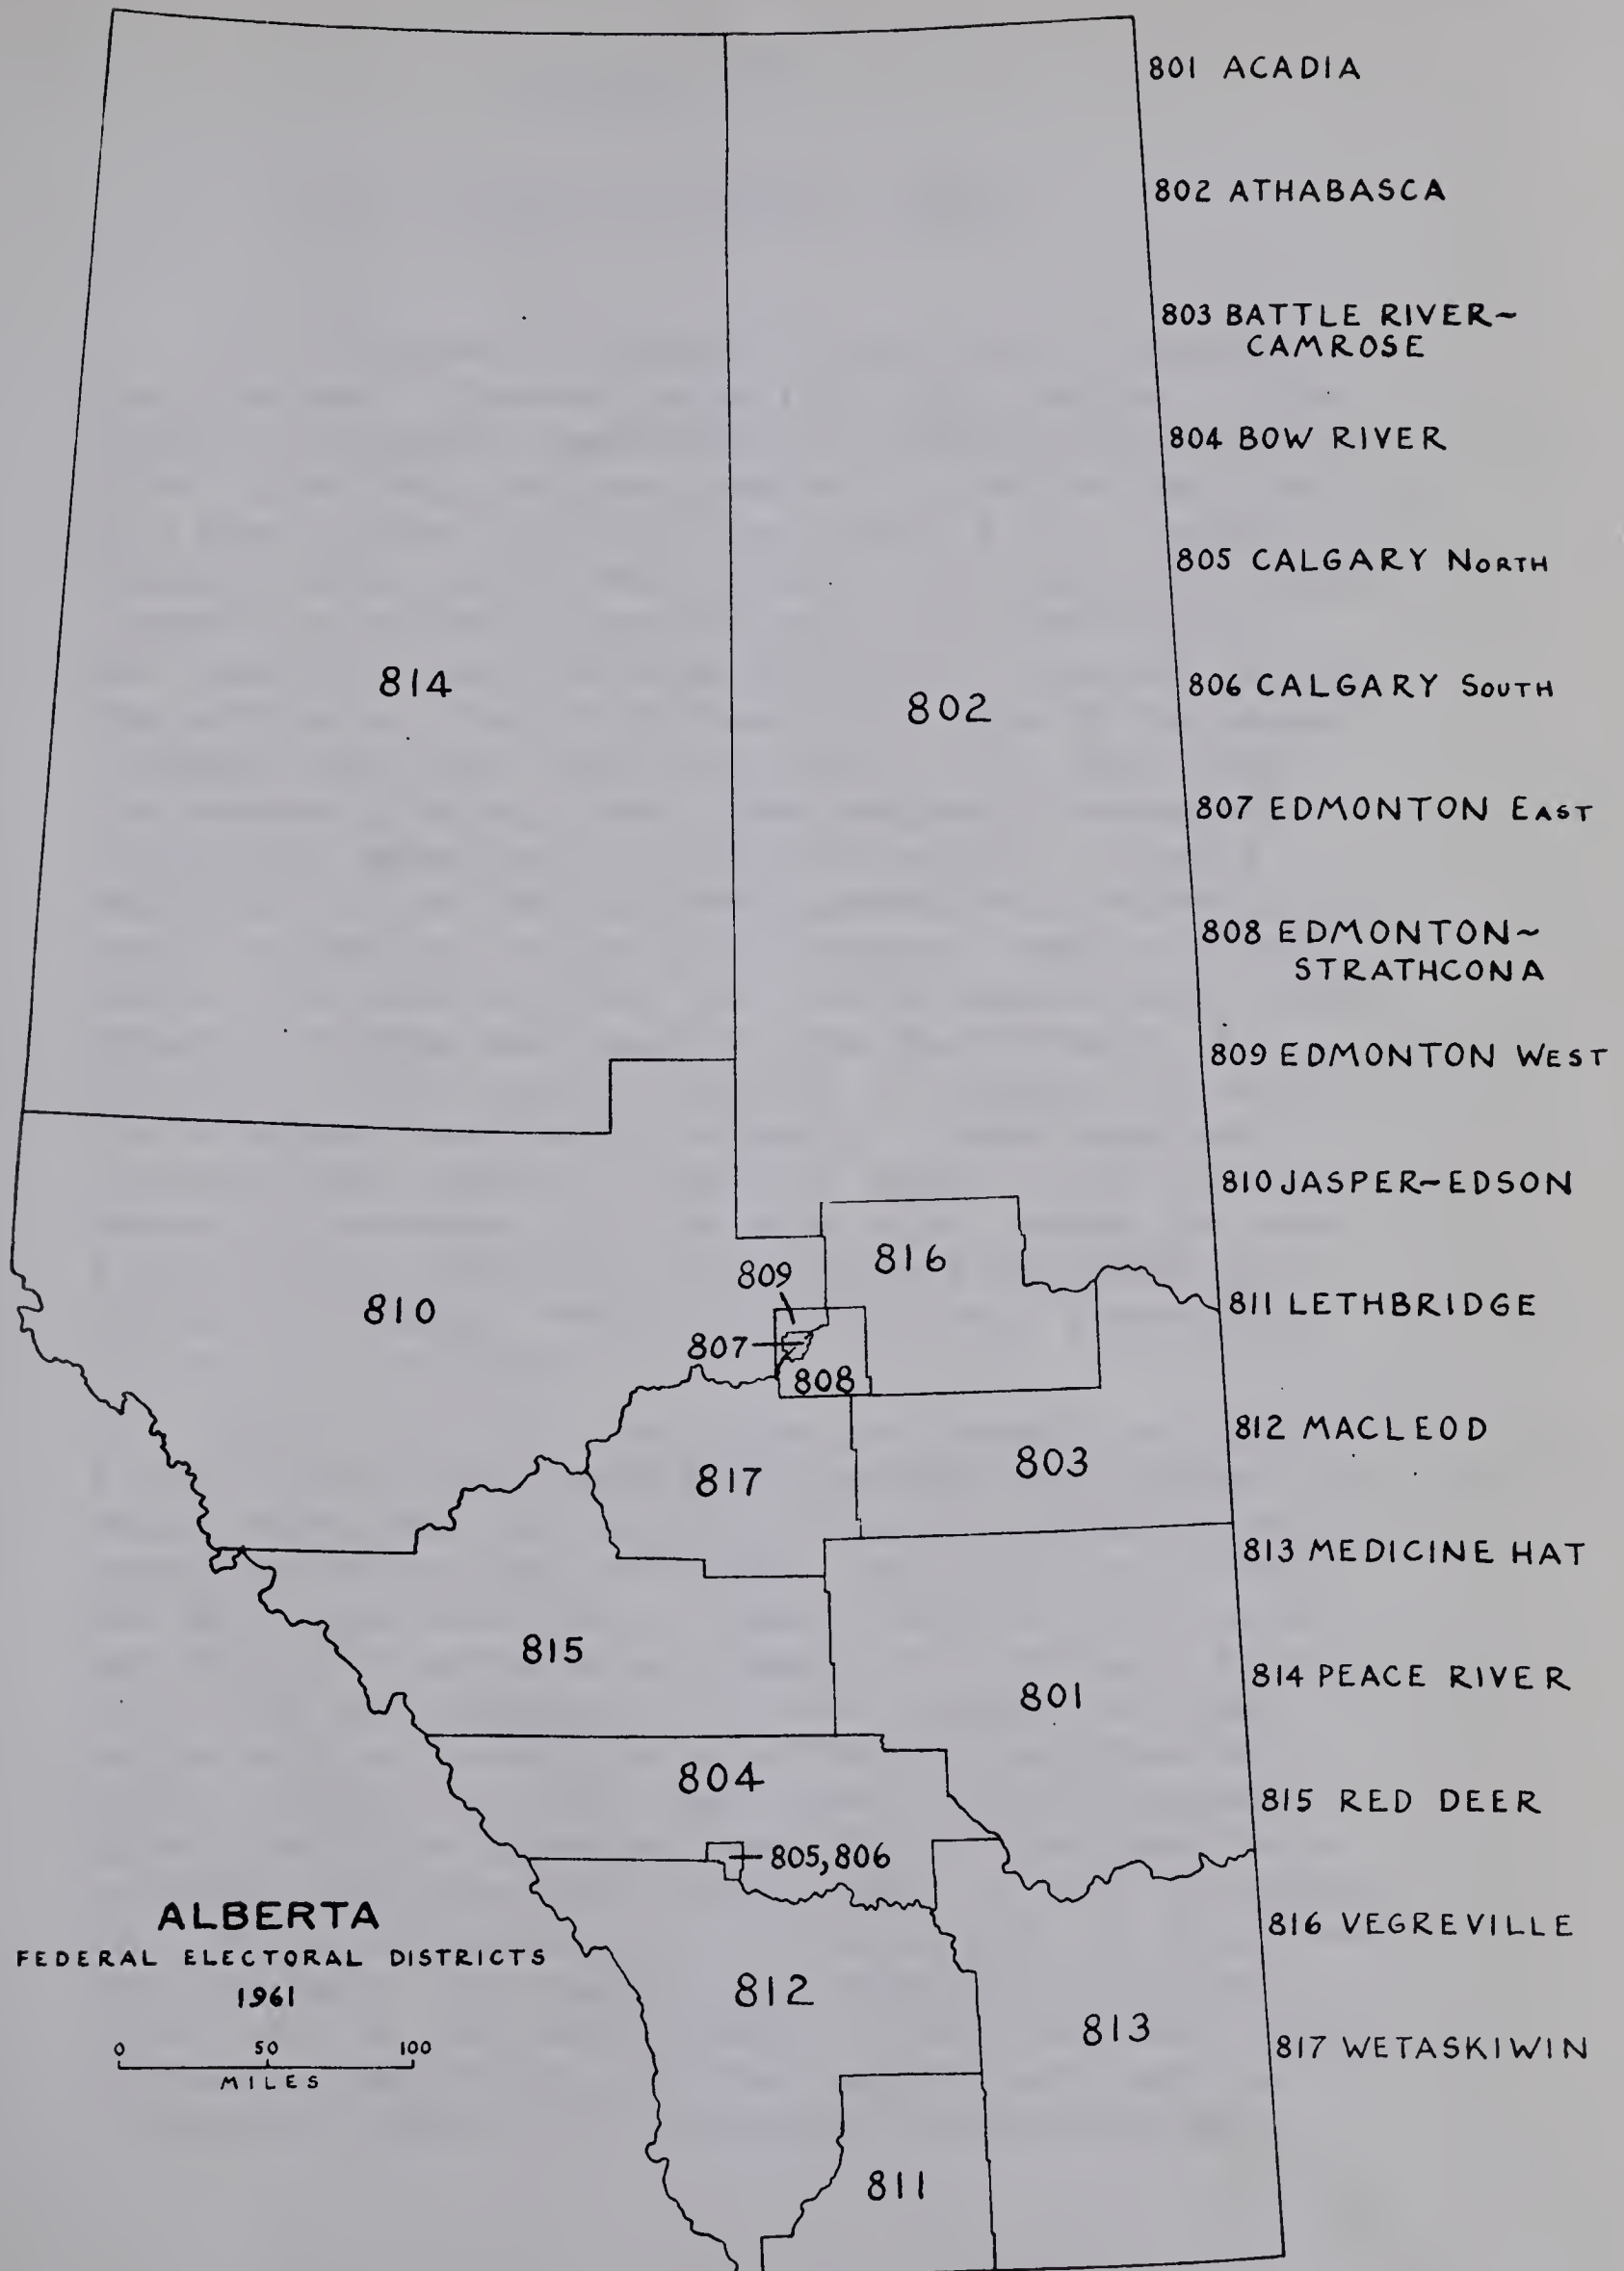 801 ACADIA
802 ATHABASCA
803 BATTLE RIVER~
CAMROSE
804 BOW RIVER
805 CALGARY NORTH
814
806 CALGARY SOUTH
802
807 EDMONTON EAST
808 EDMONTON~
STRATHCONA
809 EDMONTON WEST
810 JASPER~EDSON
816
809
810
811 LETHBRIDGE
807
808
812 MACLEOD
817
803
813 MEDICINE HAT
815
814 PEACE RIVER
801
804
815 RED DEER
805,806
ALBERTA
816 VEGREVILLE
FEDERAL ELECTORAL DISTRICTS
1961
812
813
817 WETASKIWIN
0 50 100
MILES
811